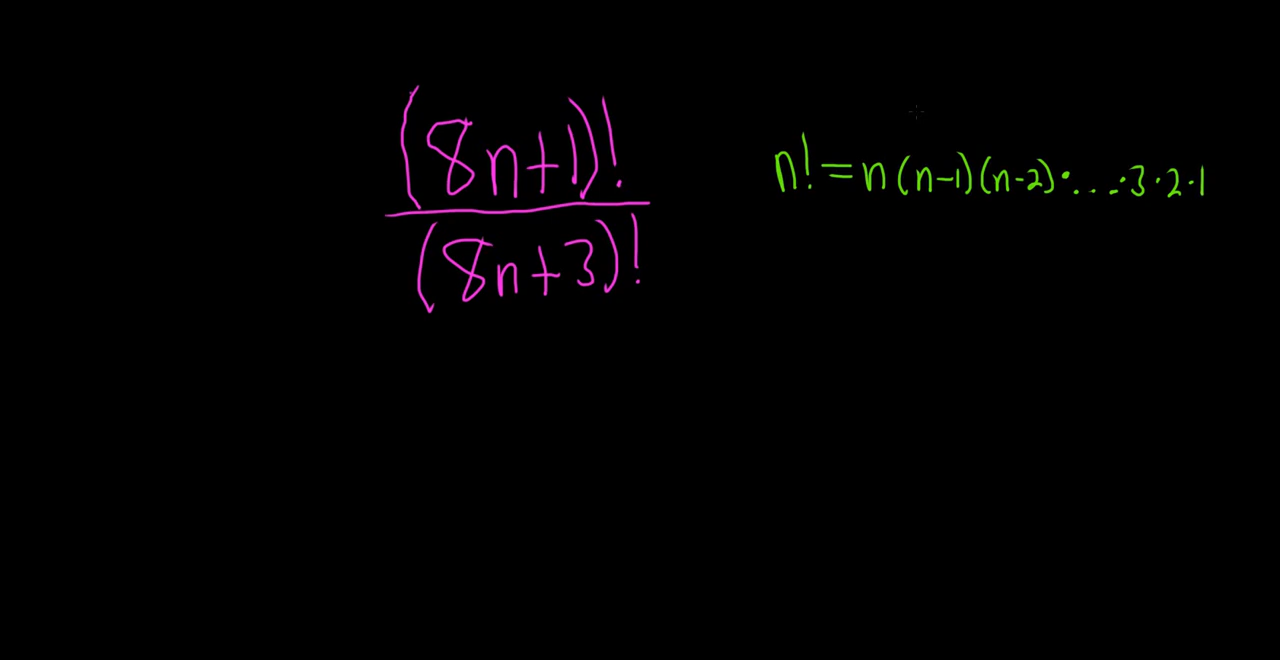 (8n+1)!
(8n+3)!
n! = n(n-1)(n-2)·...·3·2·1